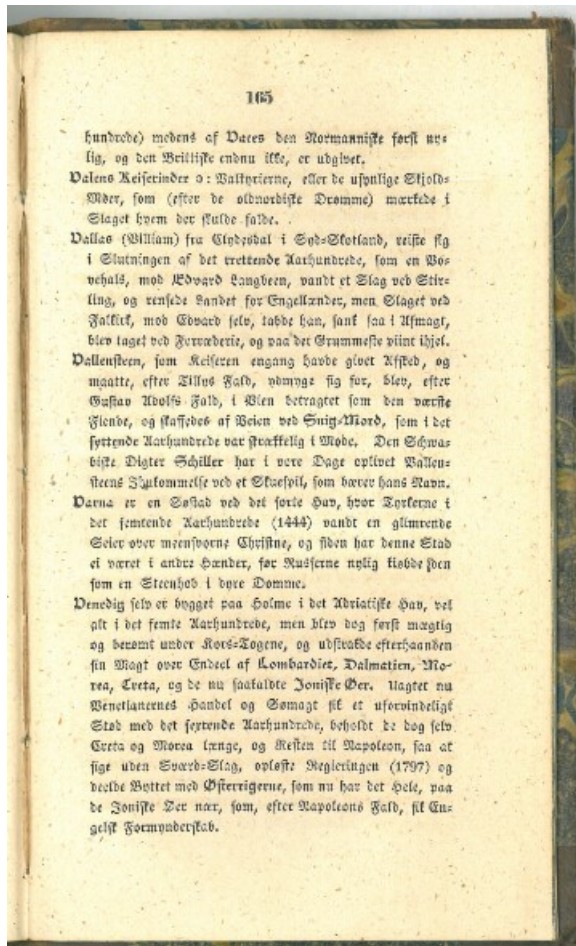 165
hundrede) medens af Vaces den Normanniske først ny-
lig, og den Brittiske endnu ikke, er udgivet.
Valens Keiserinder ɔ: Valkyrierne, eller de usynlige Skjold-
Møer, som (efter de oldnordiske Drømme) mærkede i
Slaget hvem der skulde falde.
Vallas (Villiam) fra Clydesdal i Syd-Skotland, reiste sig
i Slutningen af det trettende Aarhundrede, som en Vo-
vehals, mod Edvard Langbeen, vandt et Slag ved Stir-
ling, og rensede Landet for Engellænder, men Slaget ved
Falkirk, mod Edvard selv, tabde han, sank saa i Afmagt,
blev taget ved Forræderie, og paa det Grummeste piint ihjel.
Vallensteen, som Keiseren engang havde givet Afsked, og
maatte, efter Tillys Fald, ydmyge sig for, blev, efter
Gustav Adolfs Fald, i Vien betragtet som den værste
Fiende, og skaffedes af Veien ved Snig-Mord, som i det
syttende Aarhundrede var strækkelig i Mode. Den Schwa-
biske Digter Schiller har i vore Dage oplivet Vallen-
steens Ihukommelse ved et Skuespil, som bærer hans Navn.
Varna er en Søstad ved det sorte Hav, hvor Tyrkerne i
det femtende Aarhundrede (1444) vandt en glimrende
Seier over meensvorne Christne, og siden har denne Stad
ei været i andre Hænder, før Russerne nylig kiøbde den
som en Steenhob i dyre Domme.
Venedig selv er bygget paa Holme i det Adriatiske Hav, vel
alt i det femte Aarhundrede, men blev dog først mægtig
og berømt under Kors-Togene, og udstrakde efterhaanden
sin Magt over Endeel af Lombardiet, Dalmatien, Mo-
rea, Creta, og de nu saakaldte Joniske Øer. Uagtet nu
Venetianernes Handel og Sømagt fik et uforvindeligt
Stød med det sextende Aarhundrede, beholdt de dog selv
Creta og Morea længe, og Resten til Napoleon, saa at
sige uden Sværd-Slag, opløste Regieringen (1797) og
deelde Byttet med Østerrigerne, som nu har det Hele, paa
de Joniske Øer nær, som, efter Napoleons Fald, fik En-
gelsk Formynderskab.